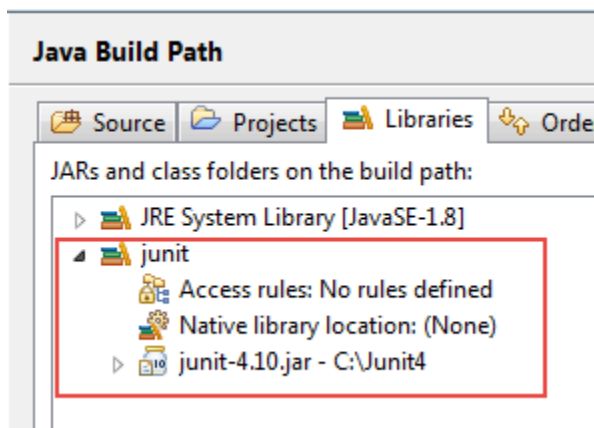 Java Build Path
Source Projects Libraries Orde
JARs and class folders on the build path:
JRE System Library [JavaSE-1.8]
junit
Access rules: No rules defined
Native library location: (None)
junit-4.10.jar - C:\Junit4